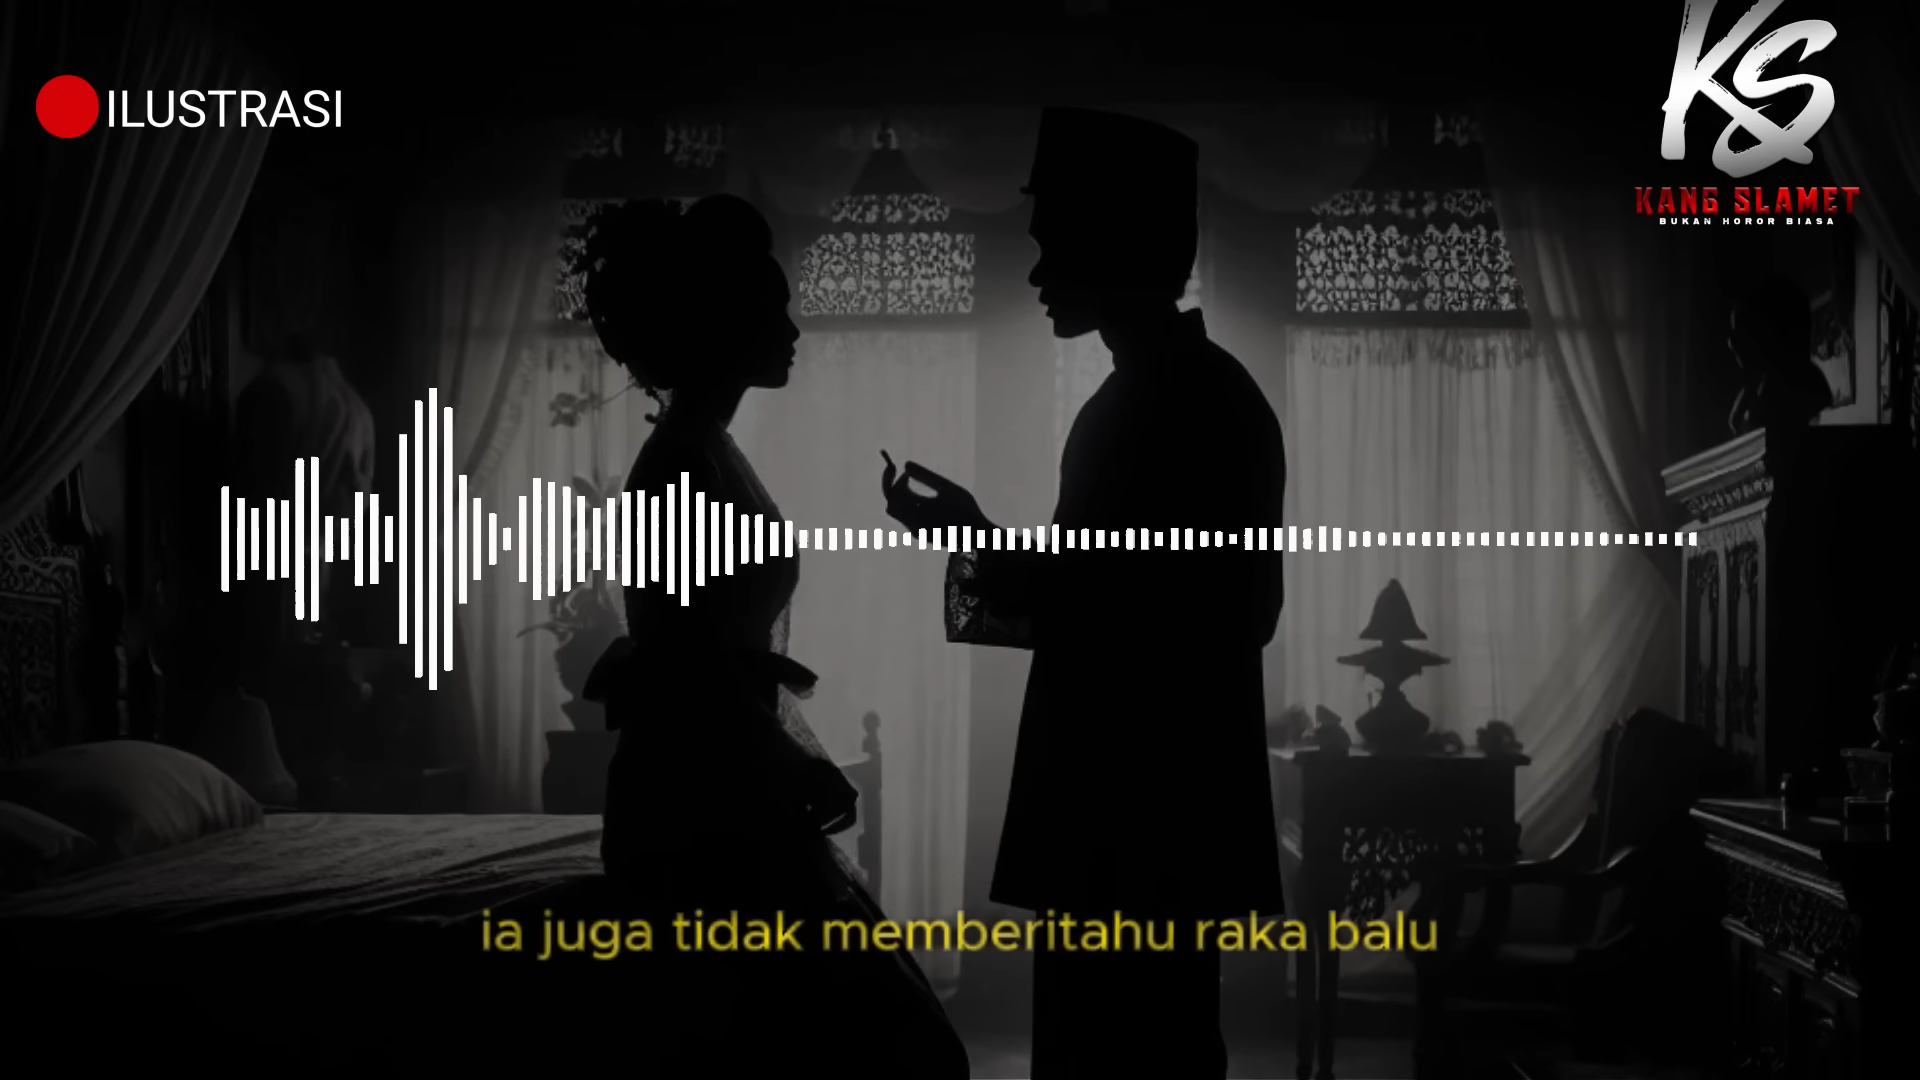 ILUSTRASI
KS
KANG SLAMET
BUKAN HOROR BIASA
ia juga tidak memberitahu raka balu